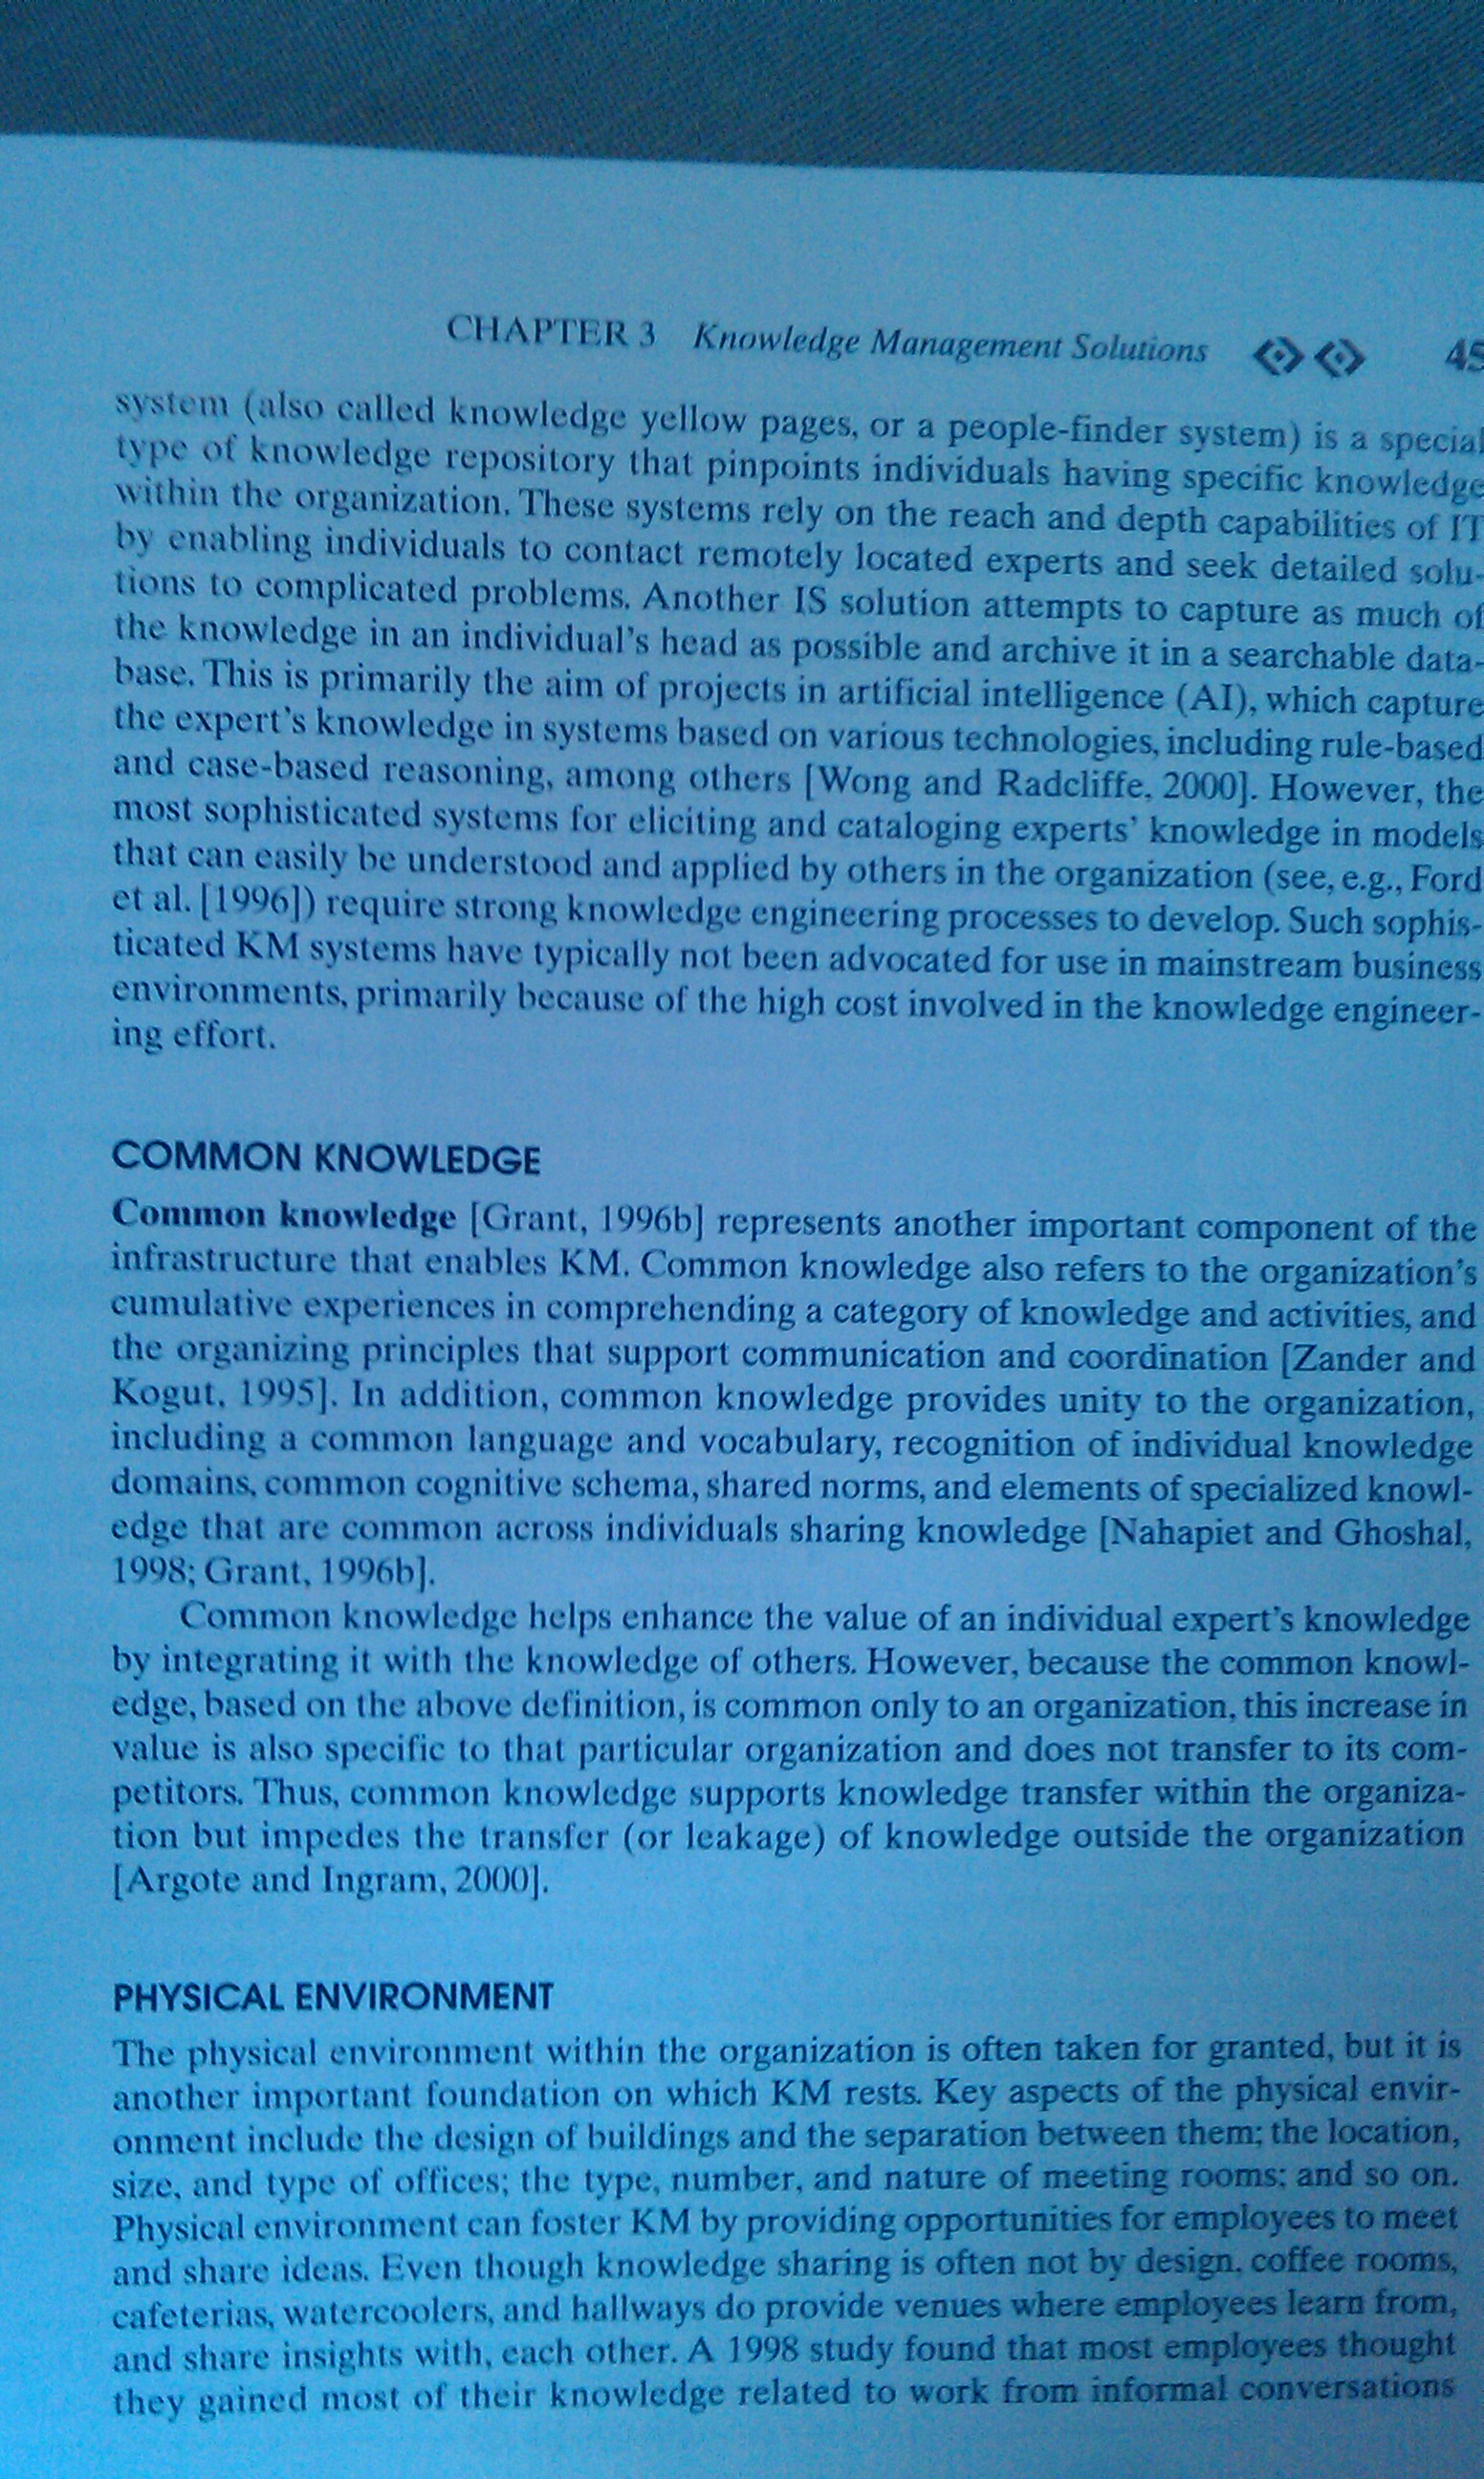 CHAPTER 3 Knowledge Management Solutions 45
system (also called knowledge yellow pages, or a people-finder system) is a special
type of knowledge repository that pinpoints individuals having specific knowledge
within the organization. These systems rely on the reach and depth capabilities of IT
by enabling individuals to contact remotely located experts and seek detailed solu-
tions to complicated problems. Another IS solution attempts to capture as much of
the knowledge in an individual's head as possible and archive it in a searchable data-
base. This is primarily the aim of projects in artificial intelligence (AI), which capture
the expert's knowledge in systems based on various technologies, including rule-based
and case-based reasoning, among others [Wong and Radcliffe, 2000]. However, the
most sophisticated systems for eliciting and cataloging experts' knowledge in models
that can easily be understood and applied by others in the organization (see, e.g., Ford
et al. [1996]) require strong knowledge engineering processes to develop. Such sophis-
ticated KM systems have typically not been advocated for use in mainstream business
environments, primarily because of the high cost involved in the knowledge engineer-
ing effort.
COMMON KNOWLEDGE
Common knowledge [Grant, 1996b] represents another important component of the
infrastructure that enables KM. Common knowledge also refers to the organization's
cumulative experiences in comprehending a category of knowledge and activities, and
the organizing principles that support communication and coordination [Zander and
Kogut, 1995]. In addition, common knowledge provides unity to the organization,
including a common language and vocabulary, recognition of individual knowledge
domains, common cognitive schema, shared norms, and elements of specialized knowl-
edge that are common across individuals sharing knowledge [Nahapiet and Ghoshal,
1998; Grant, 1996b].
Common knowledge helps enhance the value of an individual expert's knowledge
by integrating it with the knowledge of others. However, because the common knowl-
edge, based on the above definition, is common only to an organization, this increase in
value is also specific to that particular organization and does not transfer to its com-
petitors. Thus, common knowledge supports knowledge transfer within the organiza-
tion but impedes the transfer (or leakage) of knowledge outside the organization
[Argote and Ingram, 2000].
PHYSICAL ENVIRONMENT
The physical environment within the organization is often taken for granted, but it is
another important foundation on which KM rests. Key aspects of the physical envir-
onment include the design of buildings and the separation between them; the location,
size, and type of offices; the type, number, and nature of meeting rooms; and so on.
Physical environment can foster KM by providing opportunities for employees to meet
and share ideas. Even though knowledge sharing is often not by design, coffee rooms,
cafeterias, watercoolers, and hallways do provide venues where employees learn from,
and share insights with, each other. A 1998 study found that most employees thought
they gained most of their knowledge related to work from informal conversations